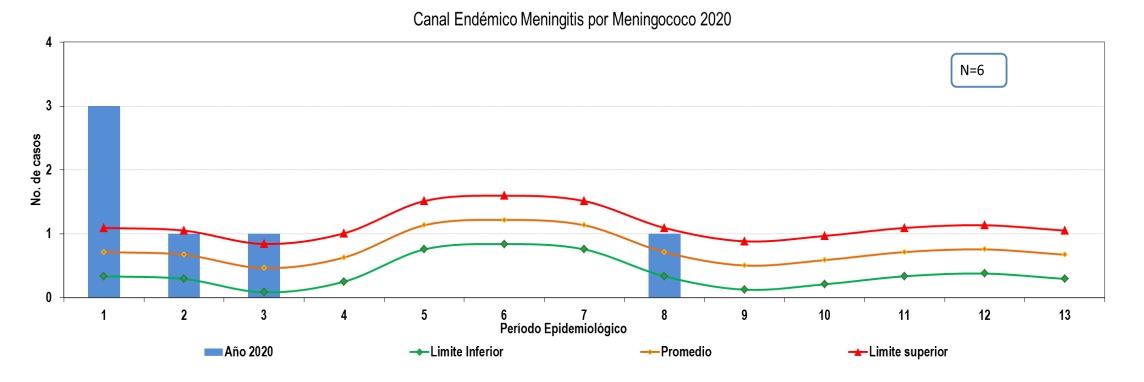 Canal Endémico Meningitis por Meningococo 2020
N=6
No. de casos
4
3
2
1
0
1 2 3 4 5 6 7 8 9 10 11 12 13
Periodo Epidemiológico
Año 2020 Limite Inferior Promedio Limite superior